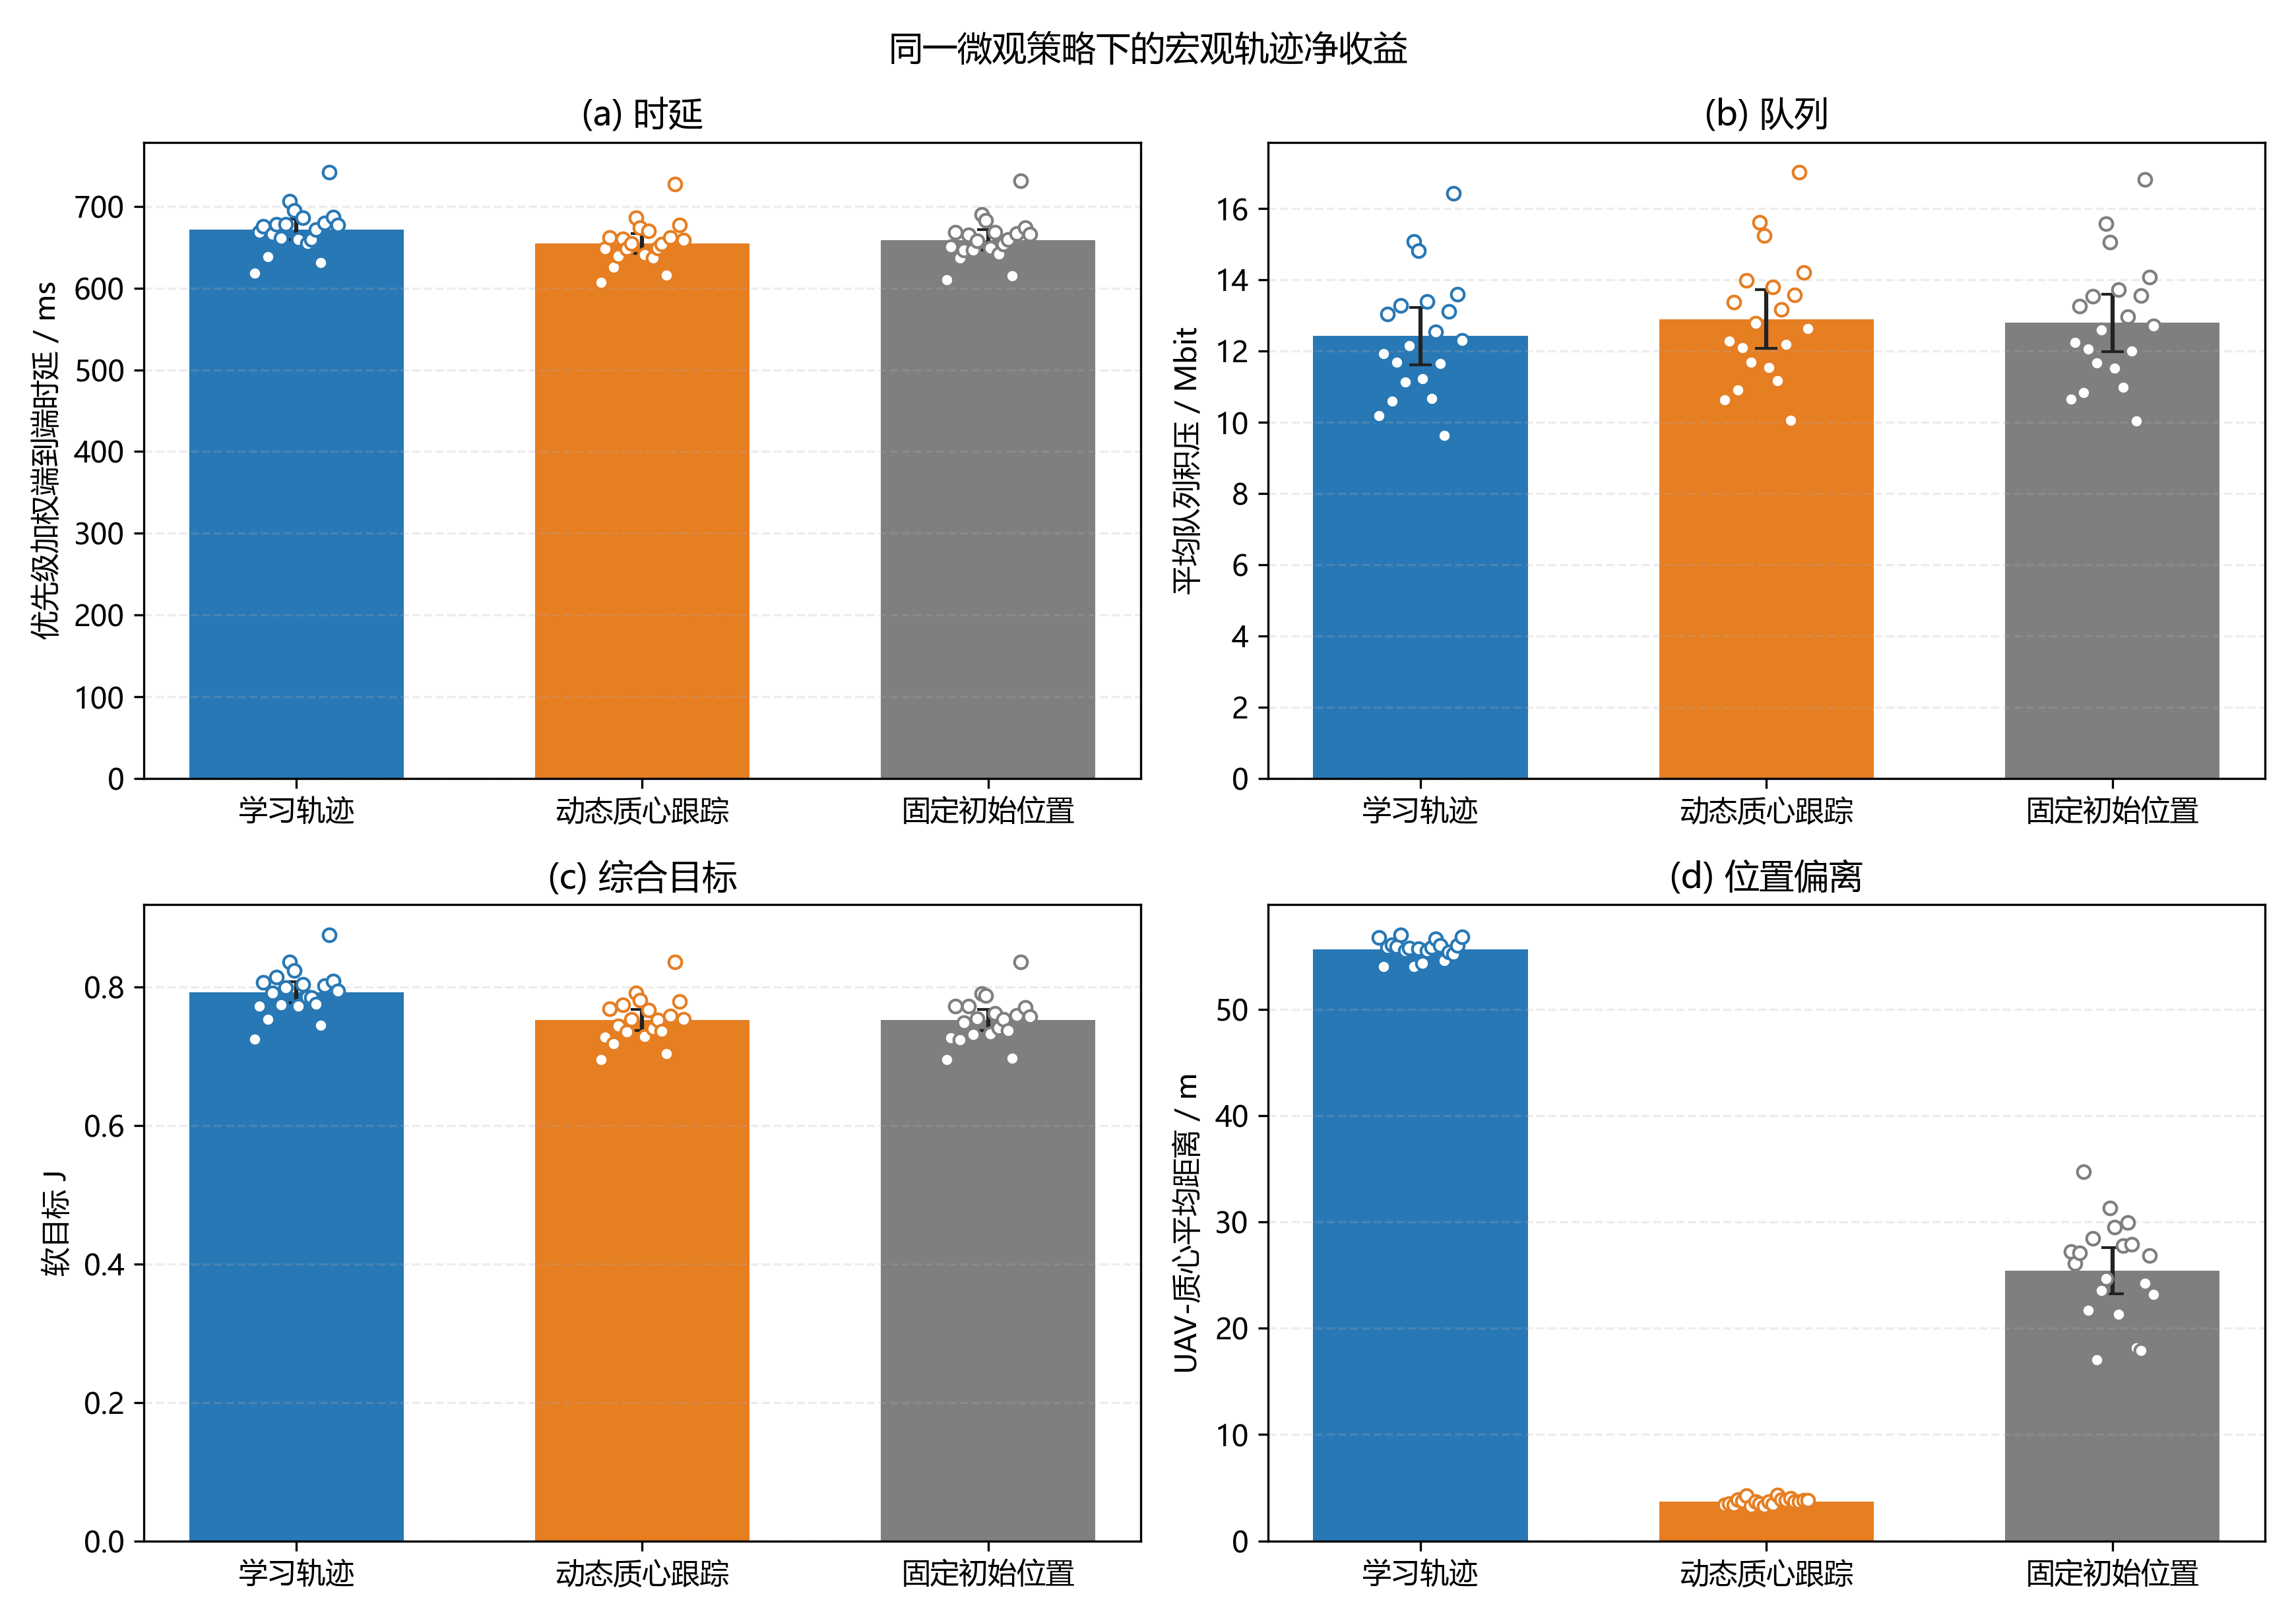 同一微观策略下的宏观轨迹净收益
(a) 时延
优先级加权端到端时延 / ms
700
600
500
400
300
200
100
0
学习轨迹
动态质心跟踪
固定初始位置
(b) 队列
平均队列积压 / Mbit
16
14
12
10
8
6
4
2
0
学习轨迹
动态质心跟踪
固定初始位置
(c) 综合目标
软目标 J
0.8
0.6
0.4
0.2
0.0
学习轨迹
动态质心跟踪
固定初始位置
(d) 位置偏离
UAV-质心平均距离 / m
50
40
30
20
10
0
学习轨迹
动态质心跟踪
固定初始位置